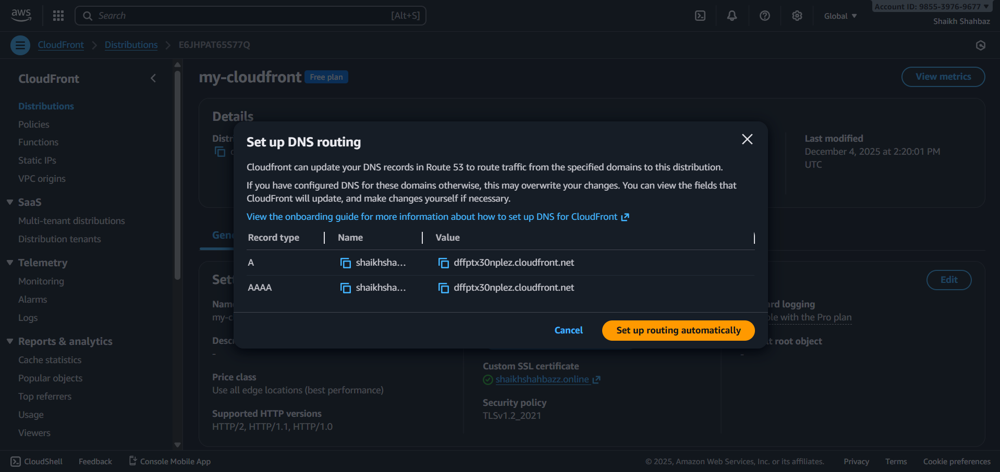 aws
Search
[Alt+S]
Global
Account ID: 9855-3976-9677
Shaikh Shahbaz
CloudFront
Distributions
E6JHPAT65S77Q
CloudFront
Distributions
Policies
Functions
Static IPs
VPC origins
SaaS
Multi-tenant distributions
Distribution tenants
Telemetry
Monitoring
Alarms
Logs
Reports & analytics
Cache statistics
Popular objects
Top referrers
Usage
Viewers
my-cloudfront
Free plan
View metrics
Details
Distr
Last modified
December 4, 2025 at 2:20:01 PM
UTC
Gene
Set up DNS routing
Cloudfront can update your DNS records in Route 53 to route traffic from the specified domains to this distribution.
If you have configured DNS for these domains otherwise, this may overwrite your changes. You can view the fields that
CloudFront will update, and make changes yourself if necessary.
View the onboarding guide for more information about how to set up DNS for CloudFront
Record type Name Value
A shaikhsha... dffptx30nplez.cloudfront.net
AAAA shaikhsha... dffptx30nplez.cloudfront.net
Cancel
Set up routing automatically
Sett
Edit
Name
my-c
Descr
-
Price class
Use all edge locations (best performance)
Supported HTTP versions
HTTP/2, HTTP/1.1, HTTP/1.0
Custom SSL certificate
shaikhshahbazz.online
Security policy
TLSv1.2_2021
ard logging
ble with the Pro plan
lt root object
-
CloudShell
Feedback
Console Mobile App
© 2025, Amazon Web Services, Inc. or its affiliates.
Privacy
Terms
Cookie preferences